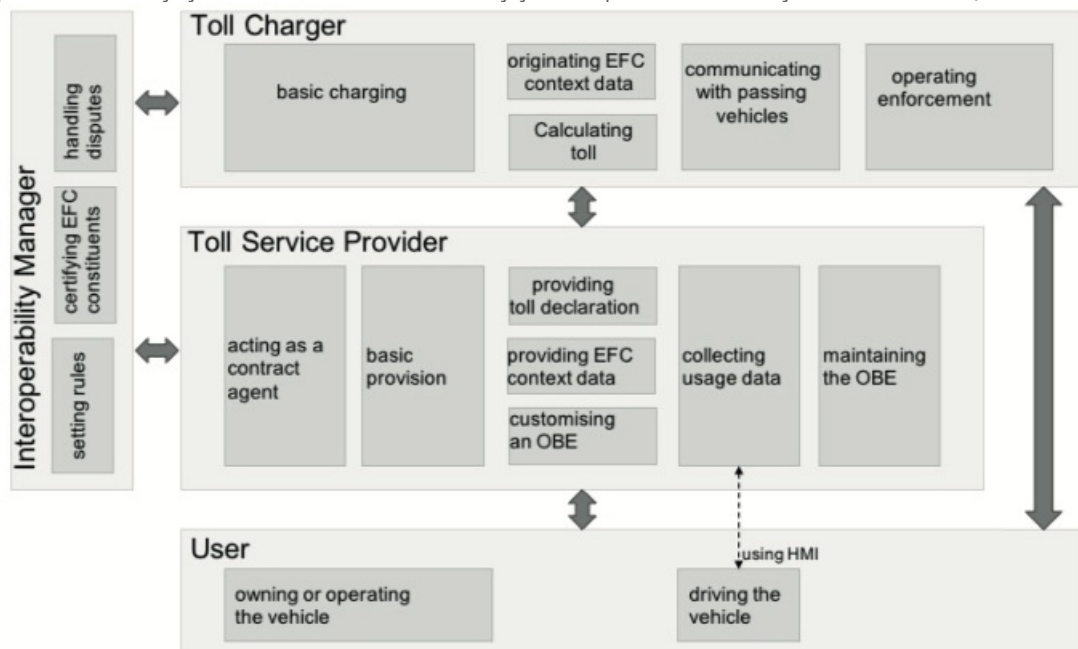 Toll Charger
basic charging
originating EFC
context data
Calculating
toll
communicating
with passing
vehicles
operating
enforcement
Interoperability Manager
handling
disputes
certifying EFC
constituents
setting rules
Toll Service Provider
acting as a
contract
agent
basic
provision
providing
toll declaration
providing EFC
context data
customising
an OBE
collecting
usage data
maintaining
the OBE
User
using HMI
owning or operating
the vehicle
driving the
vehicle